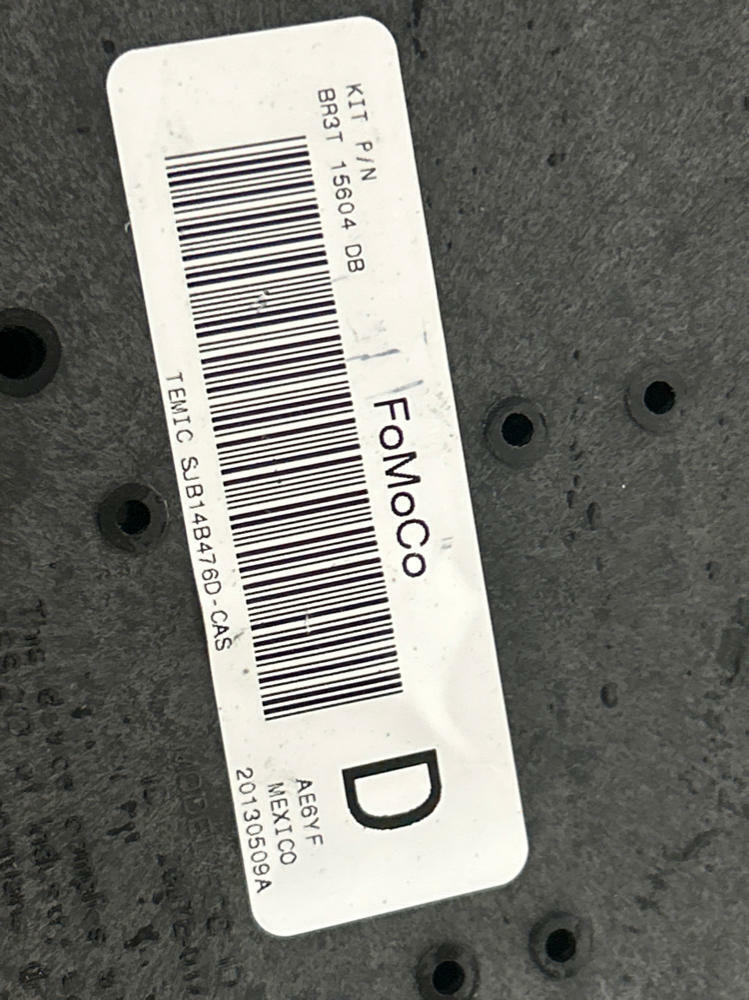 KIT P/N
BR3T 15604 DB
FoMoCo
TEMIC SJB14B476D-CAS
D
AE6YF
MEXICO
20130509A